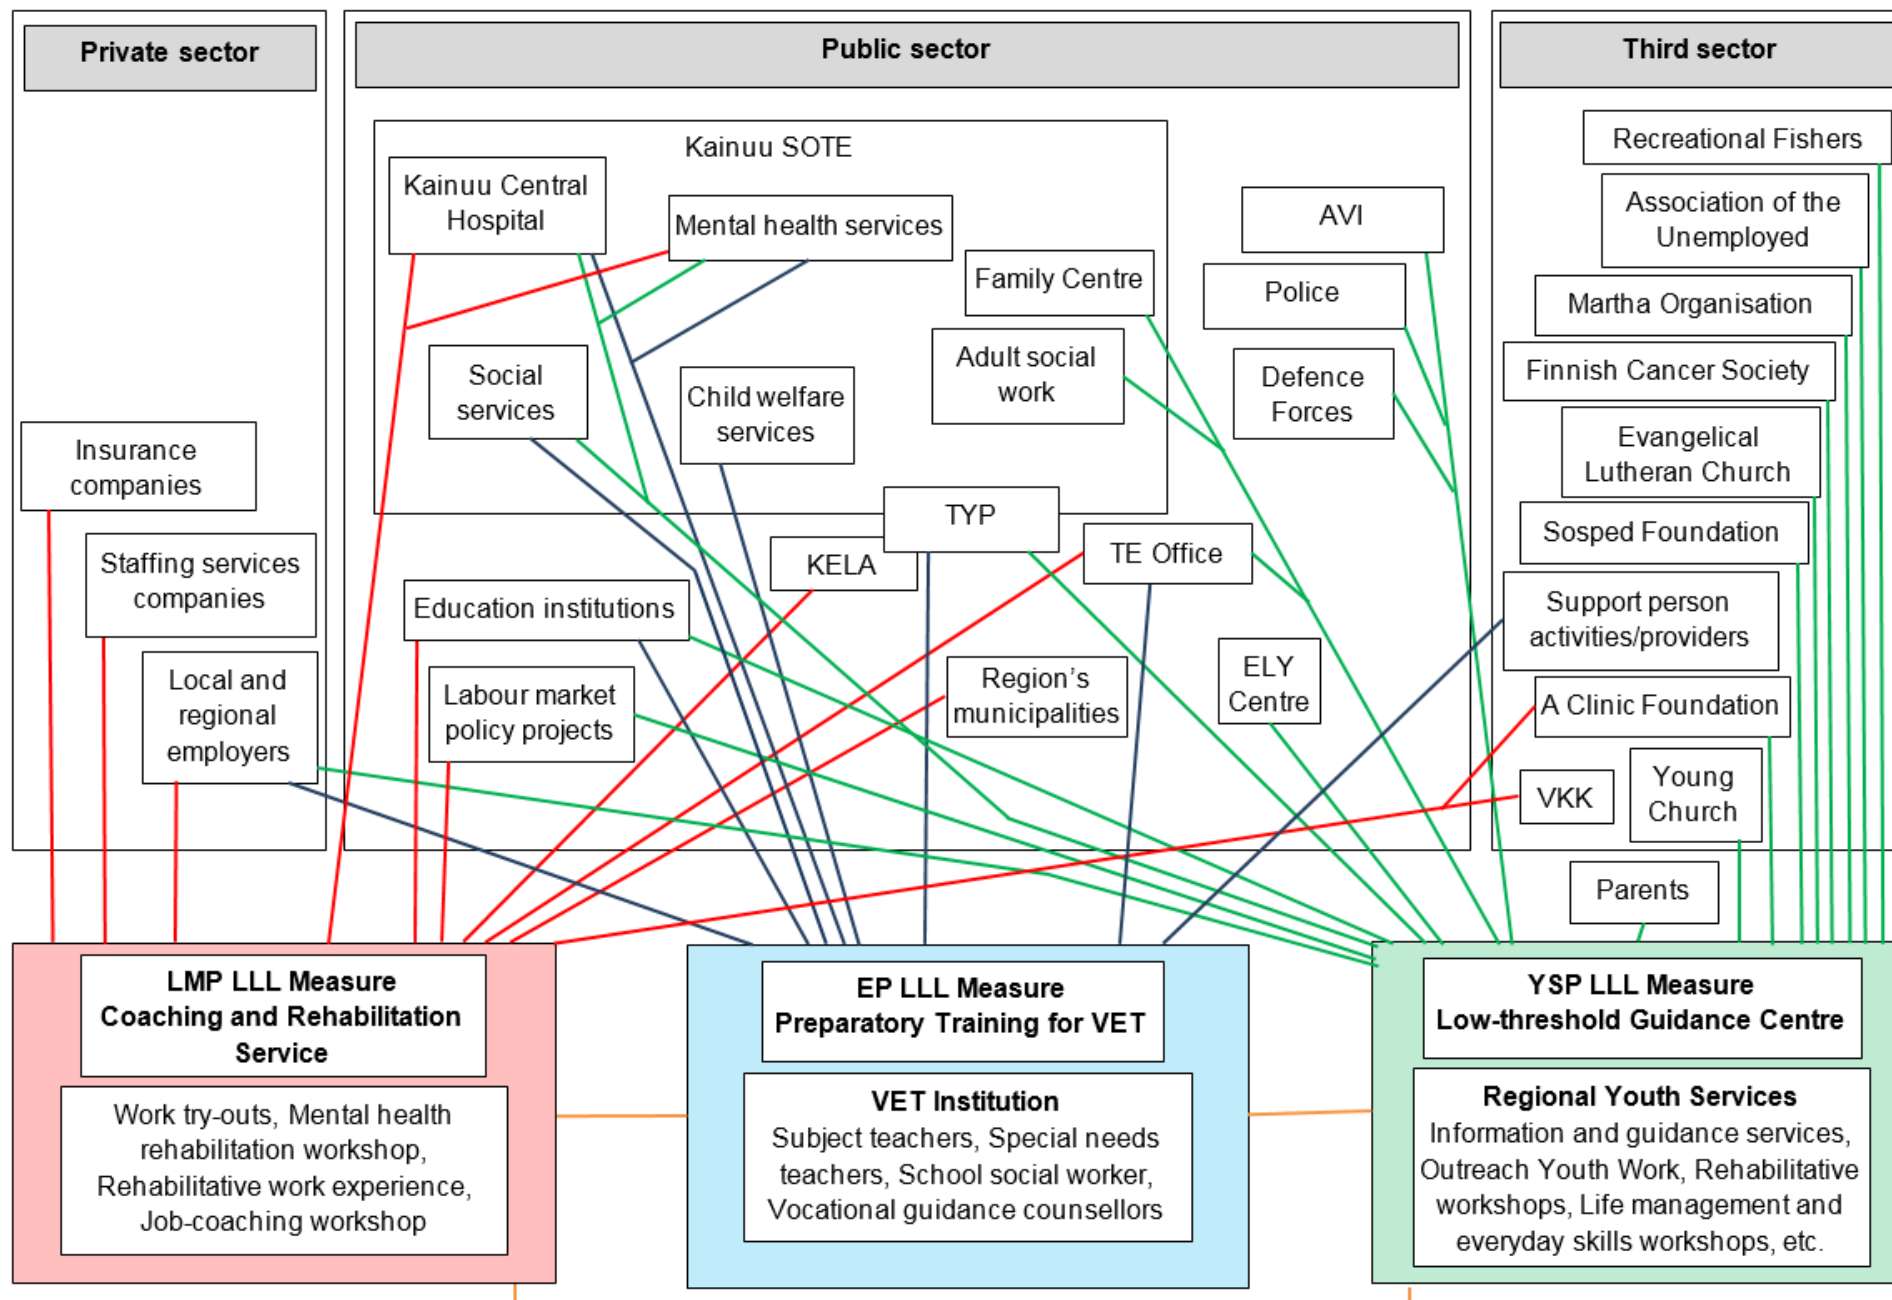 Private sector
Public sector
Third sector
Kainuu SOTE
Kainuu Central
Hospital
Mental health services
Family Centre
Social
services
Child welfare
services
Adult social
work
AVI
Police
Defence
Forces
Insurance
companies
Staffing services
companies
Local and
regional
employers
TYP
KELA
TE Office
Education institutions
Labour market
policy projects
Region’s
municipalities
ELY
Centre
Recreational Fishers
Association of the
Unemployed
Martha Organisation
Finnish Cancer Society
Evangelical
Lutheran Church
Sosped Foundation
Support person
activities/providers
A Clinic Foundation
VKK
Young
Church
Parents
LMP LLL Measure
Coaching and Rehabilitation
Service
Work try-outs, Mental health
rehabilitation workshop,
Rehabilitative work experience,
Job-coaching workshop
EP LLL Measure
Preparatory Training for VET
VET Institution
Subject teachers, Special needs
teachers, School social worker,
Vocational guidance counsellors
YSP LLL Measure
Low-threshold Guidance Centre
Regional Youth Services
Information and guidance services,
Outreach Youth Work, Rehabilitative
workshops, Life management and
everyday skills workshops, etc.